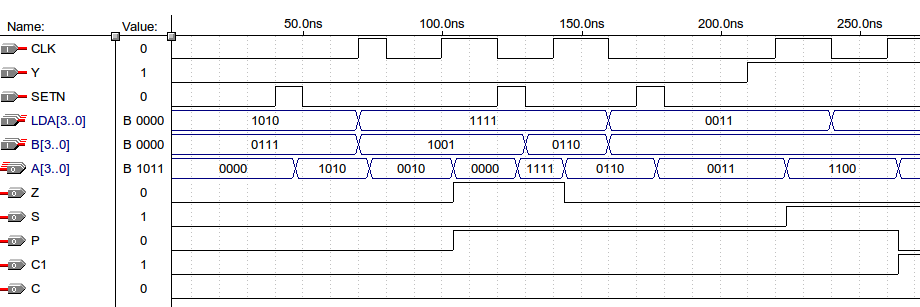 50.0ns 100.0ns 150.0ns 200.0ns 250.0ns
Name: Value:
CLK 0
Y 1
SETN 0
LDA[3..0] B 0000 1010 1111 0011
B[3..0] B 0000 0111 1001 0110
A[3..0] B 1011 0000 1010 0010 0000 1111 0110 0011 1100
Z 0
S 1
P 0
C1 1
C 0